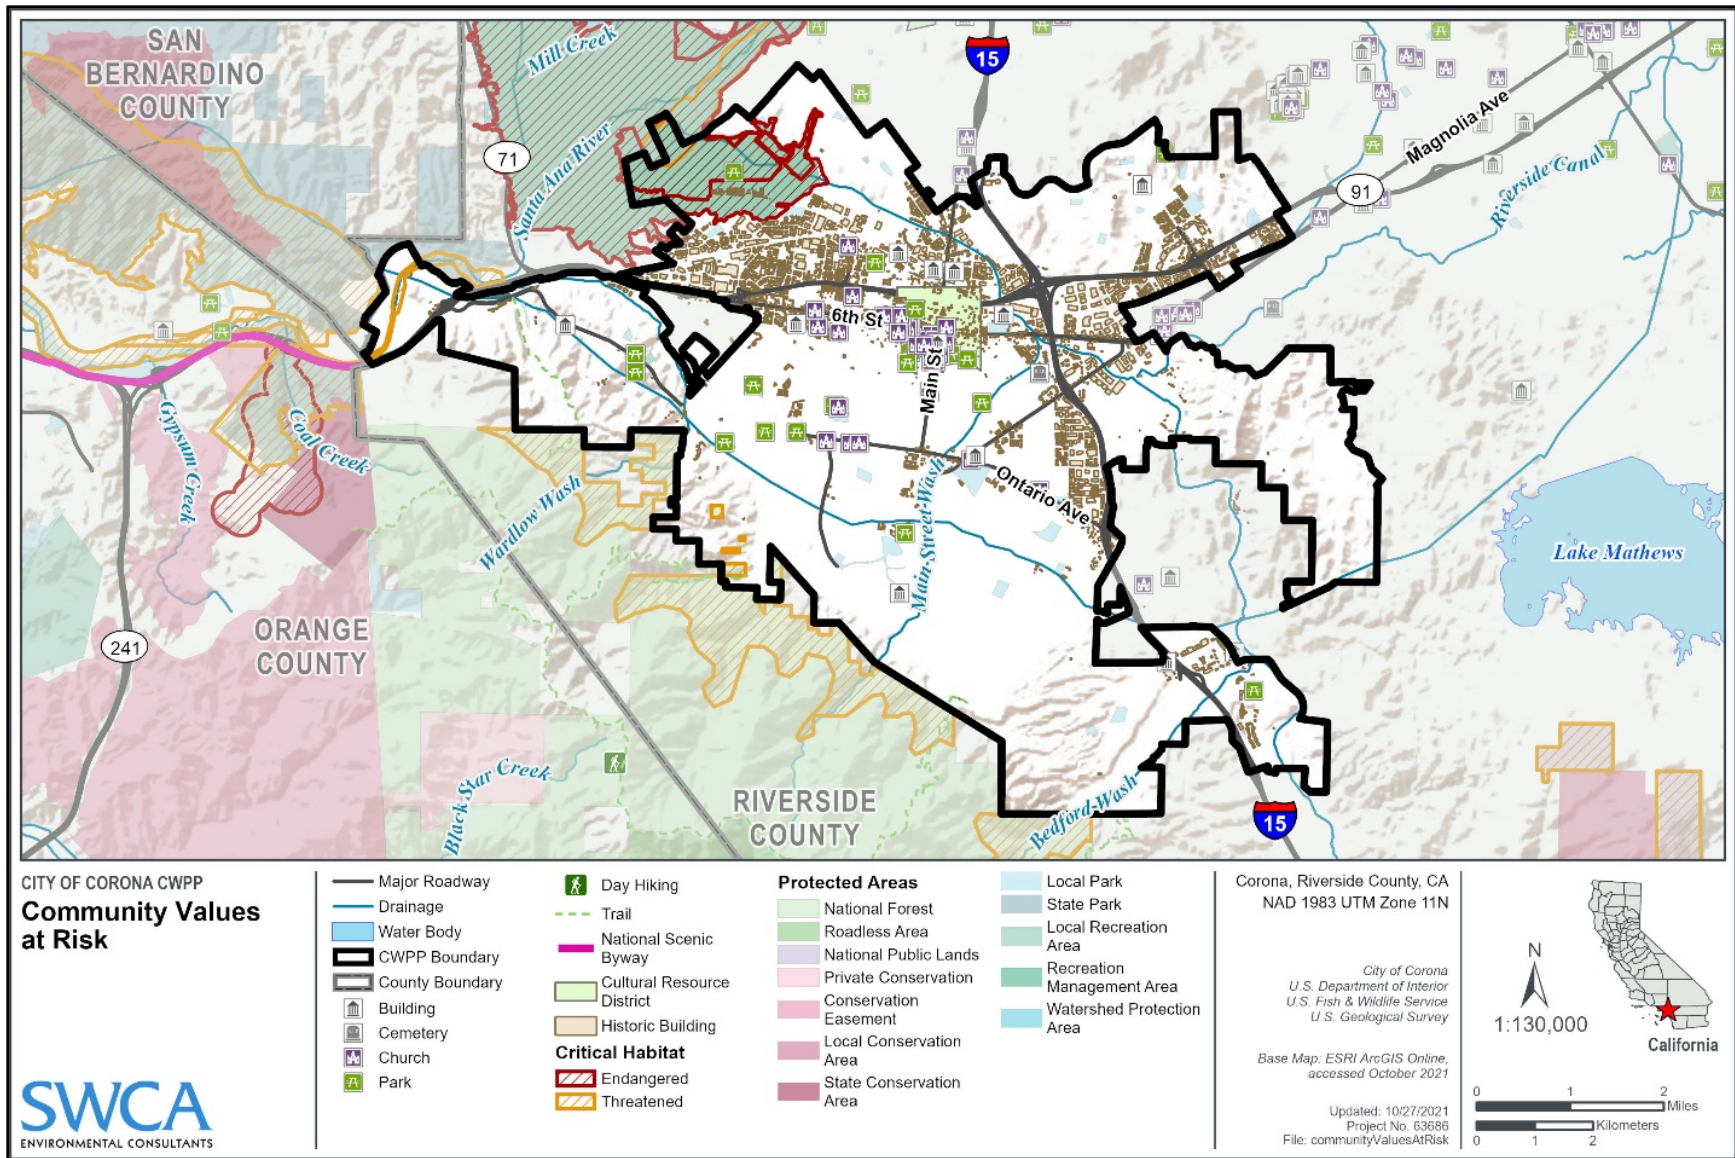 SAN
BERNARDINO
COUNTY
Mill Creek
15
71
Santa Ana River
Magnolia Ave
91
Riverside Canal
6th St
Main St
Gypsum Creek
Coal Creek
Wardlow Wash
Ontario Ave
Main Street Wash
Lake Mathews
241
ORANGE
COUNTY
Black Star Creek
RIVERSIDE
COUNTY
Bedford Wash
15
CITY OF CORONA CWPP
Community Values
at Risk
SWCA
ENVIRONMENTAL CONSULTANTS
Major Roadway
Drainage
Water Body
CWPP Boundary
County Boundary
Building
Cemetery
Church
Park
Day Hiking
Trail
National Scenic
Byway
Cultural Resource
District
Historic Building
Critical Habitat
Endangered
Threatened
Protected Areas
National Forest
Roadless Area
National Public Lands
Private Conservation
Conservation
Easement
Local Conservation
Area
State Conservation
Area
Local Park
State Park
Local Recreation
Area
Recreation
Management Area
Watershed Protection
Area
Corona, Riverside County, CA
NAD 1983 UTM Zone 11N
City of Corona
U.S. Department of Interior
U.S. Fish & Wildlife Service
U.S. Geological Survey
Base Map: ESRI ArcGIS Online,
accessed October 2021
Updated: 10/27/2021
Project No. 63686
File: communityValuesAtRisk
N
1:130,000
California
0 1 2
Miles
Kilometers
0 1 2